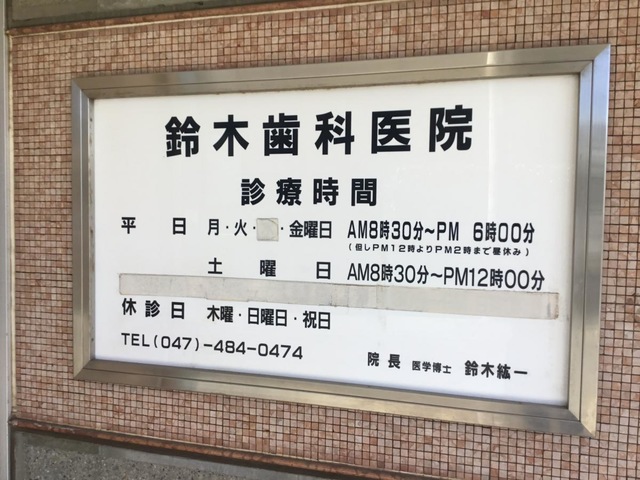 鈴木歯科医院
診療時間
平日 月・火・ ・金曜日 AM8時30分~PM 6時00分
(但しPM12時よりPM2時まで昼休み)
土曜日 AM8時30分~PM12時00分
休診日 木曜・日曜日・祝日
TEL(047)-484-0474
院長 医学博士 鈴木紘一